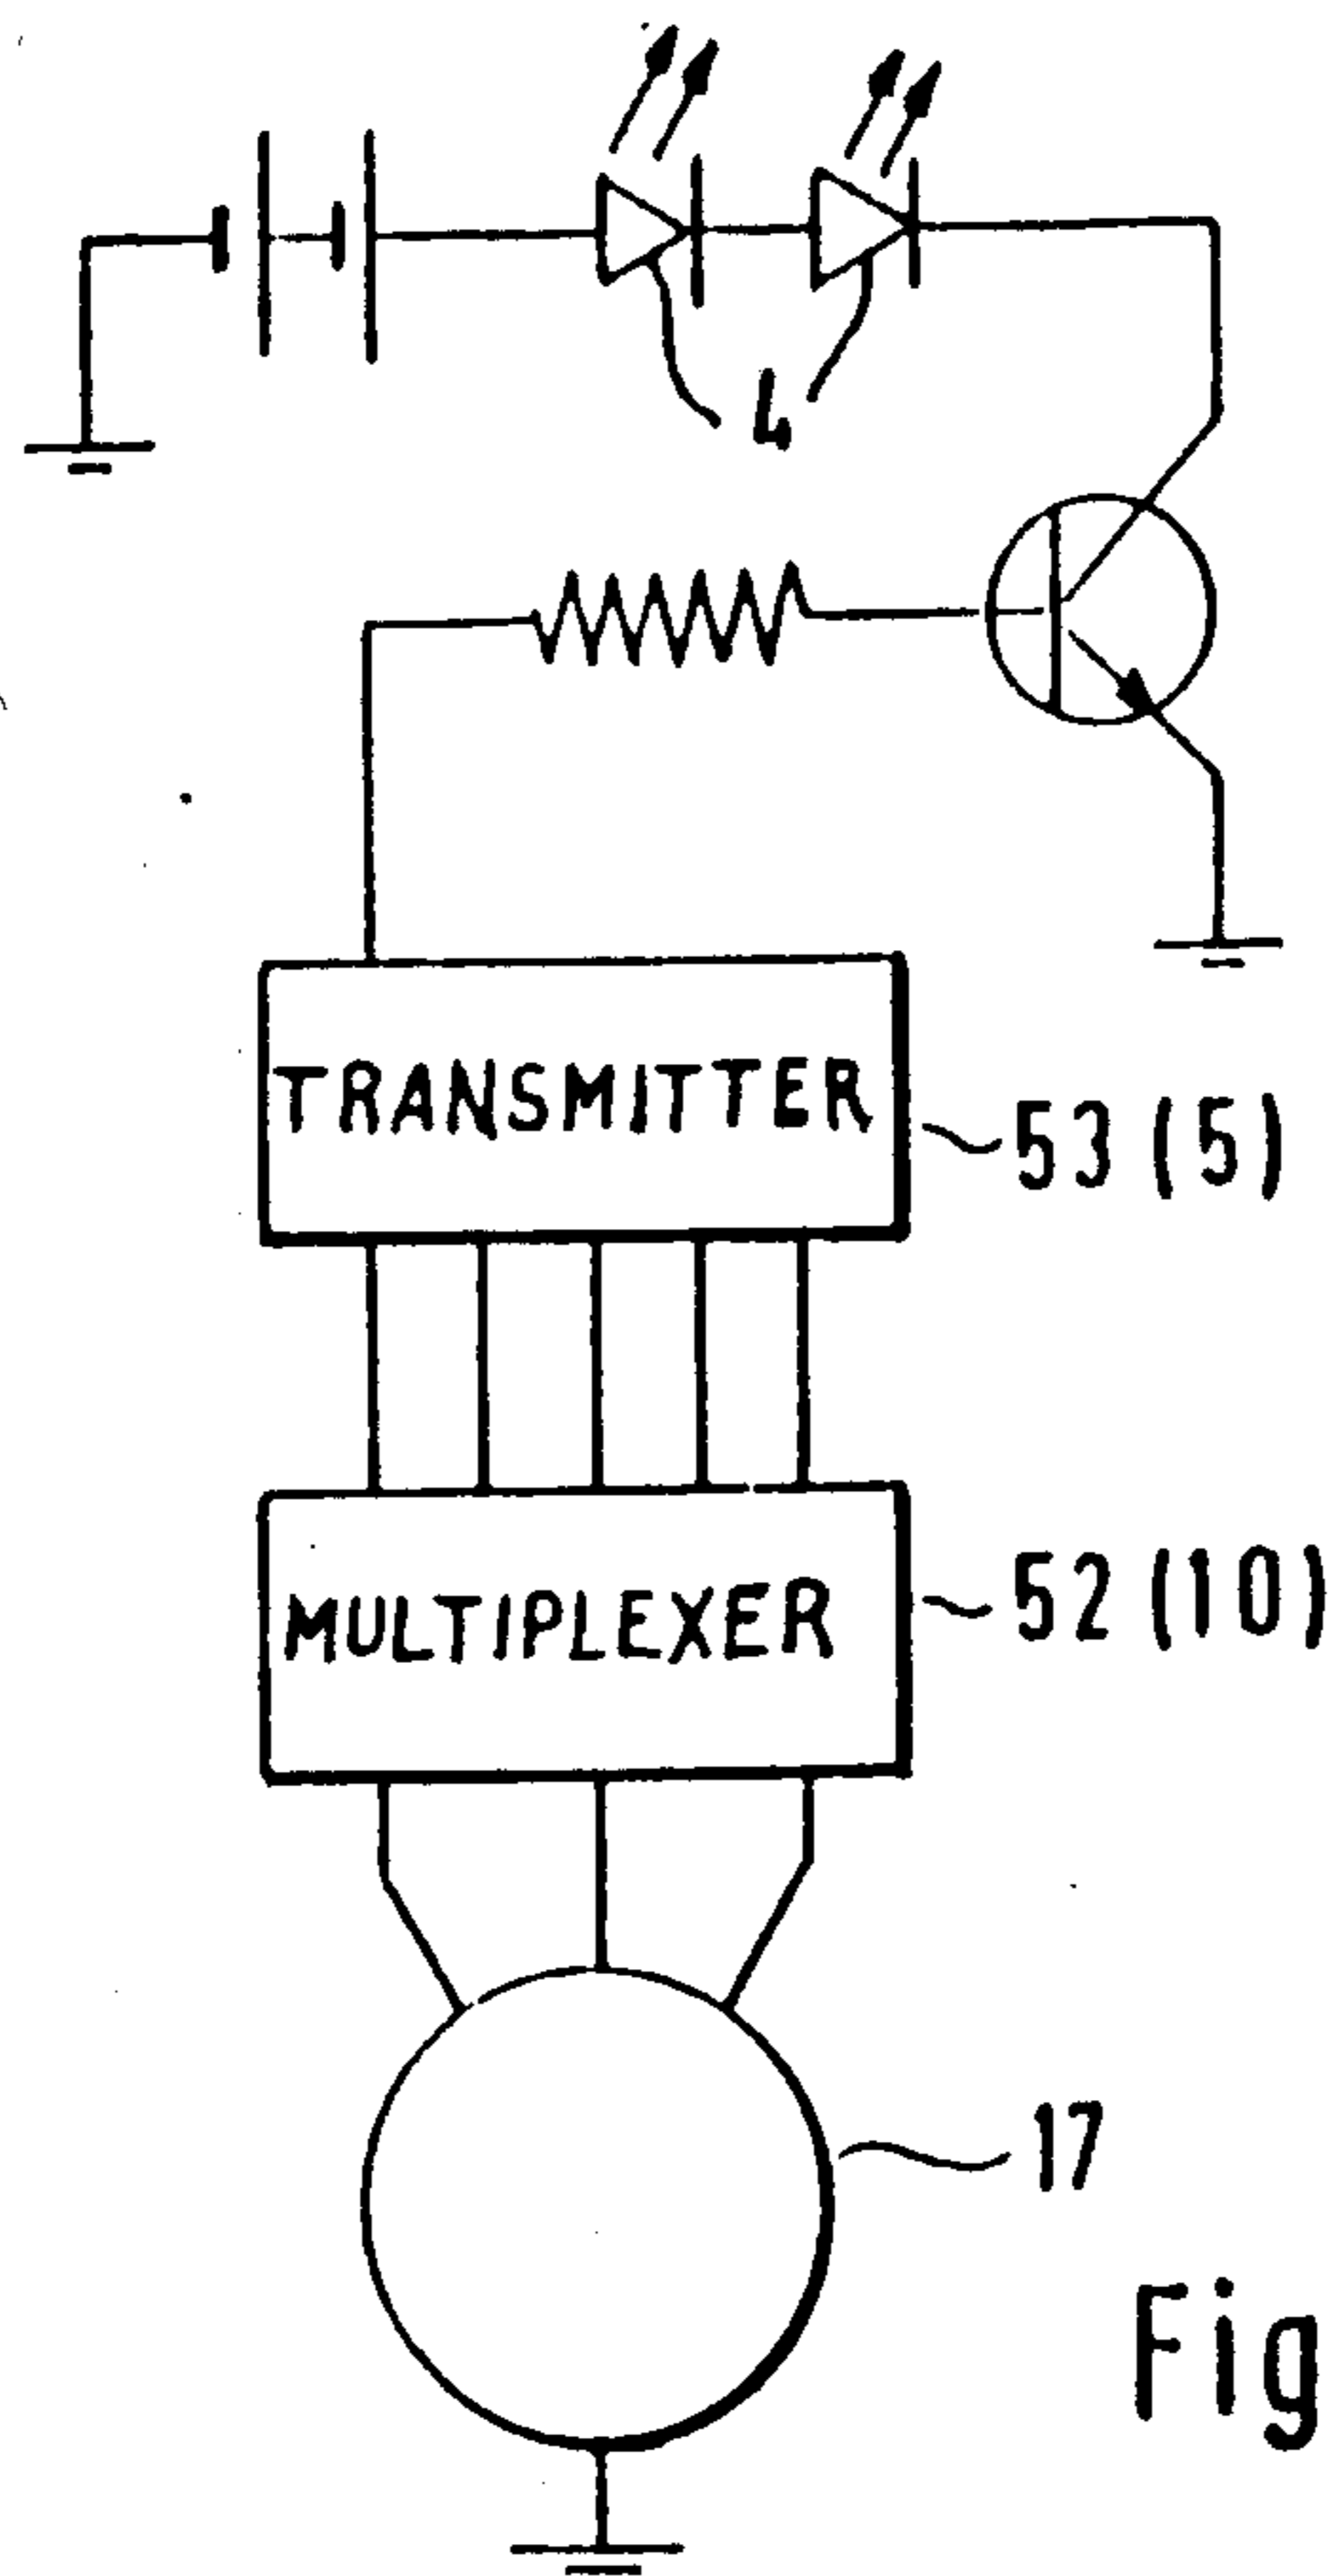 4
TRANSMITTER
53 (5)
MULTIPLEXER
52 (10)
17
Fig